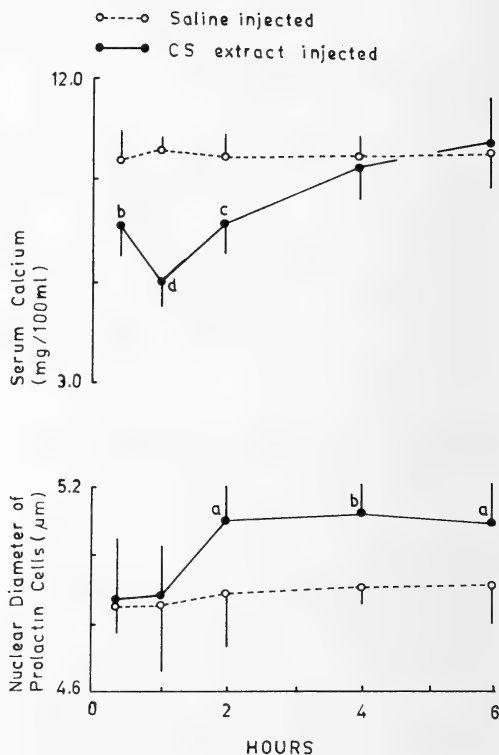 Saline injected
CS extract injected
12.0
b
c
d
Serum Calcium
(mg/100ml)
3.0
5.2
a
b
a
Nuclear Diameter of
Prolactin Cells (μm)
4.6
0
2
4
6
HOURS